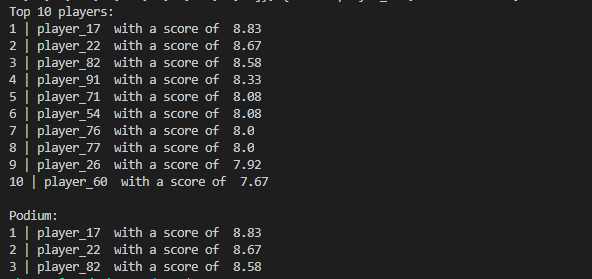 Top 10 players:
1 | player_17  with a score of  8.83
2 | player_22  with a score of  8.67
3 | player_82  with a score of  8.58
4 | player_91  with a score of  8.33
5 | player_71  with a score of  8.08
6 | player_54  with a score of  8.08
7 | player_76  with a score of  8.0
8 | player_77  with a score of  8.0
9 | player_26  with a score of  7.92
10 | player_60  with a score of  7.67
Podium:
1 | player_17  with a score of  8.83
2 | player_22  with a score of  8.67
3 | player_82  with a score of  8.58